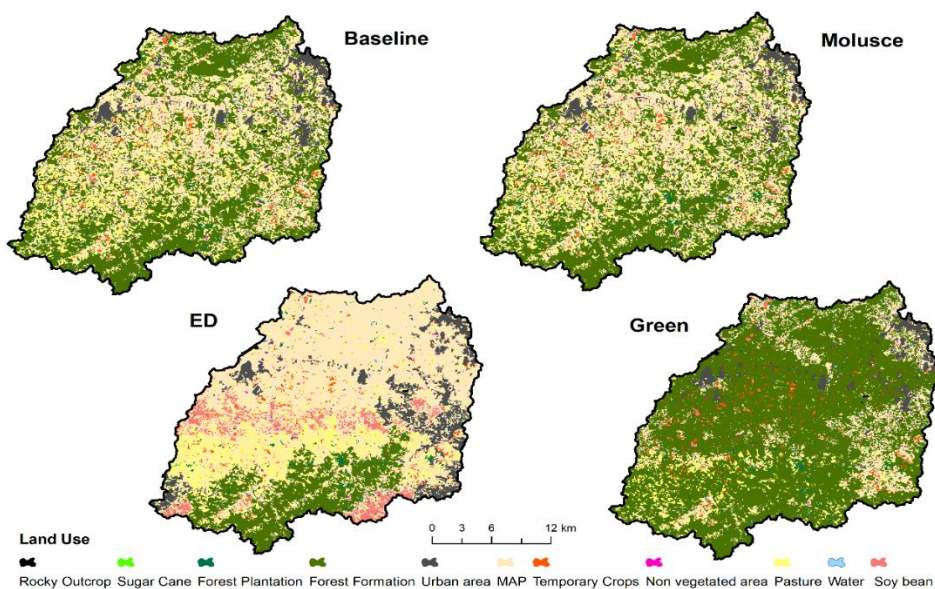 Baseline
Molusce
ED
Green
0 3 6 12 km
Land Use
Rocky Outcrop Sugar Cane Forest Plantation Forest Formation Urban area MAP Temporary Crops Non vegetated area Pasture Water Soy bean